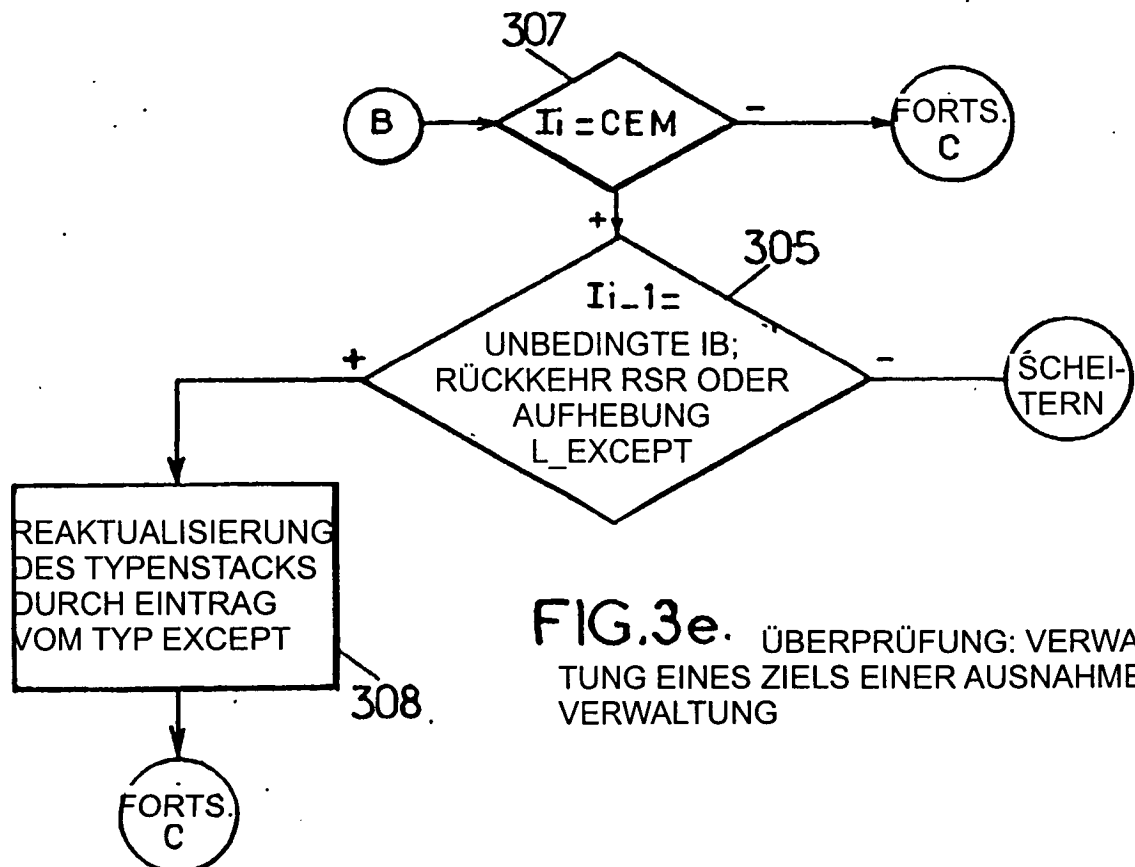 307
B
Ii=CEM
-
FORTS.
C
+
305
Ii_1=
UNBEDINGTE IB;
RÜCKKEHR RSR ODER
AUFHEBUNG
L_EXCEPT
+
-
SCHEI-
TERN
REAKTUALISIERUNG
DES TYPENSTACKS
DURCH EINTRAG
VOM TYP EXCEPT
308.
FORTS.
C
FIG.3e. ÜBERPRÜFUNG: VERWA
TUNG EINES ZIELS EINER AUSNAHME
VERWALTUNG